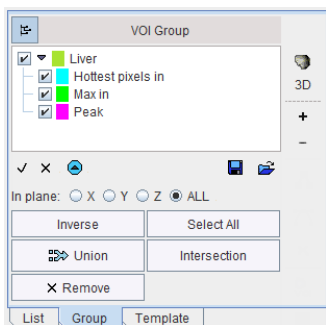 VOI Group
Liver
Hottest pixels in
Max in
Peak
3D
In plane: X Y Z ALL
Inverse Select All
Union Intersection
Remove
List Group Template